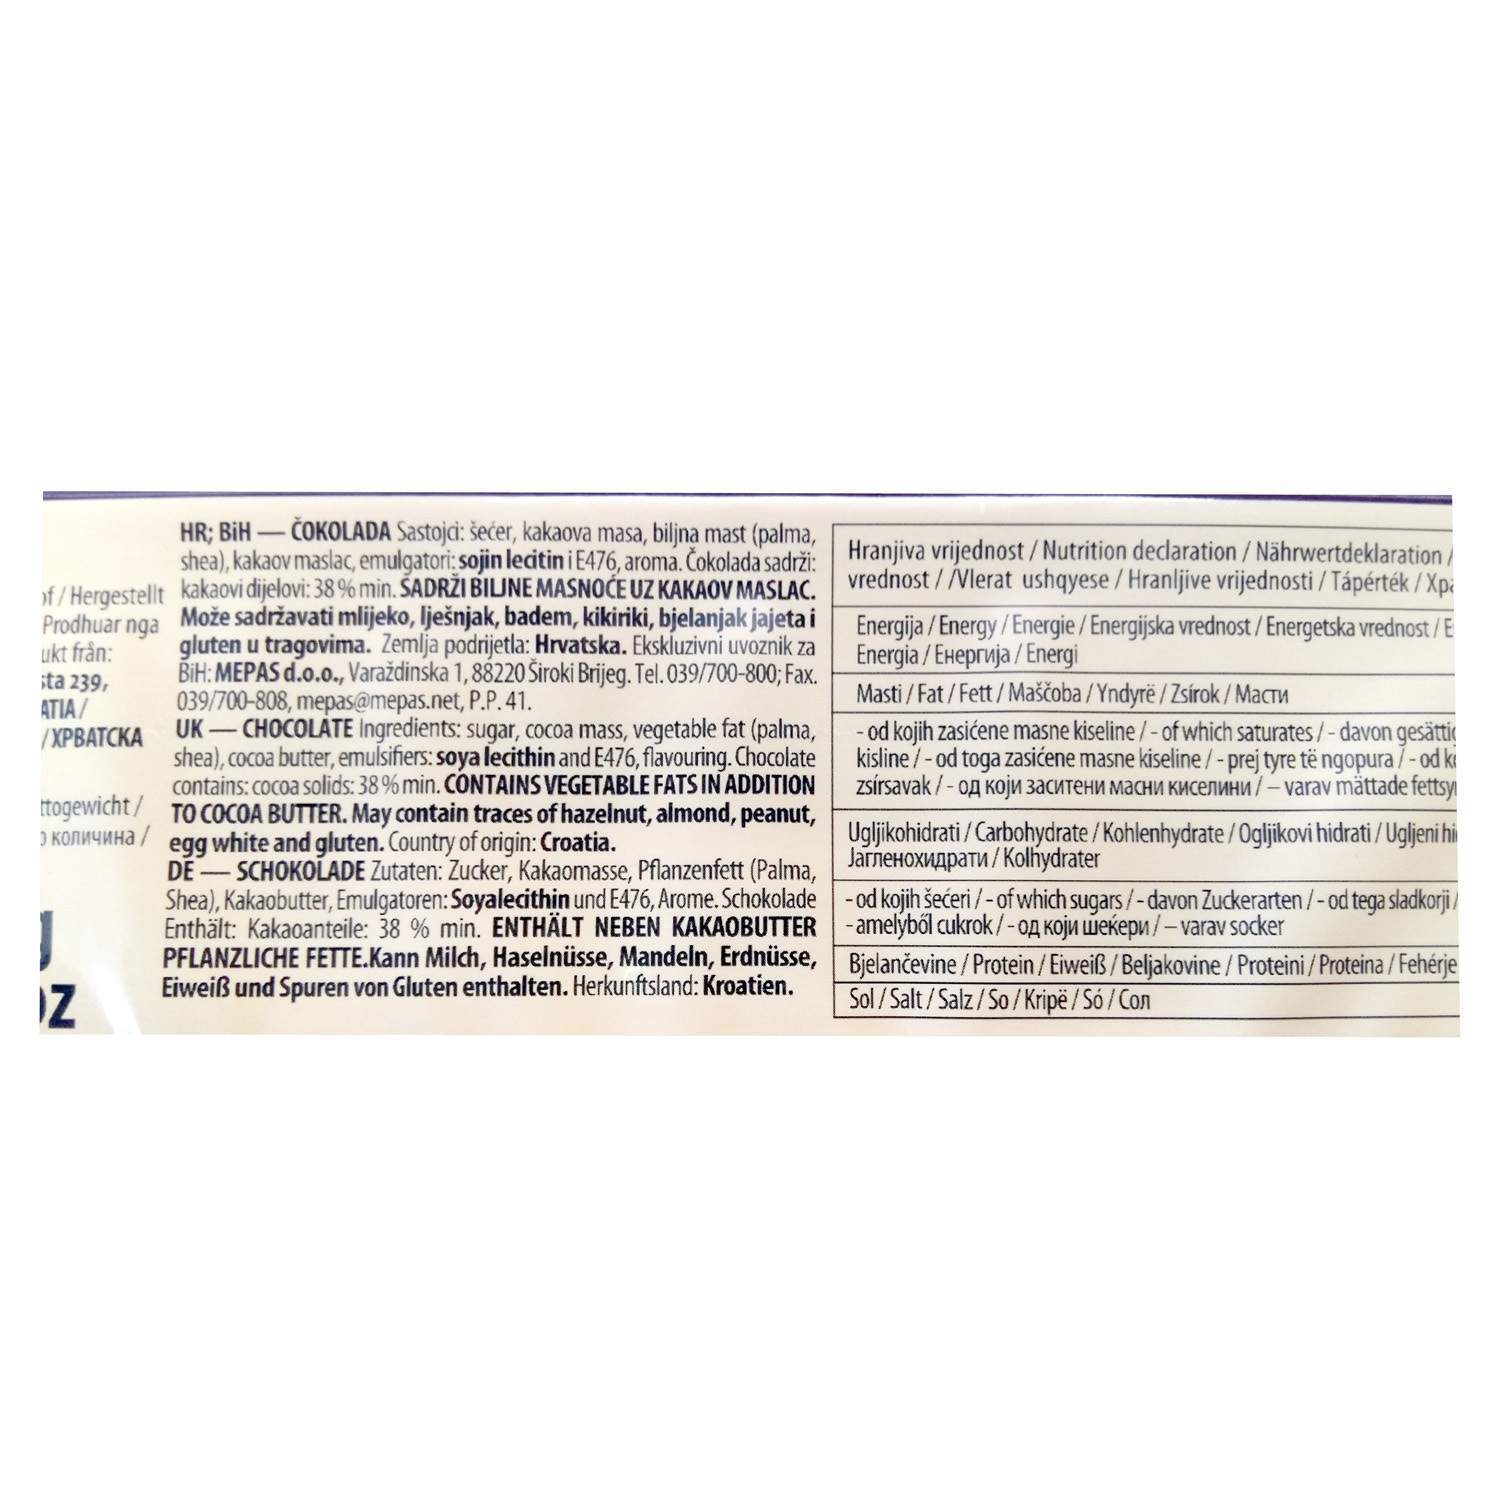 of / Hergestellt
Prodhuar nga
ukt från:
sta 239,
ATIA /
/ ХРВАТСКА
ttogewicht /
количина /
g
oz
HR; BiH — ČOKOLADA Sastojci: šećer, kakaova masa, biljna mast (palma,
shea), kakaov maslac, emulgatori: sojin lecitin i E476, aroma. Čokolada sadrži:
kakaovi dijelovi: 38 % min. SADRŽI BILJNE MASNOĆE UZ KAKAOV MASLAC.
Može sadržavati mlijeko, lješnjak, badem, kikiriki, bjelanjak jajeta i
gluten u tragovima. Zemlja podrijetla: Hrvatska. Ekskluzivni uvoznik za
BiH: MEPAS d.o.o., Varaždinska 1, 88220 Široki Brijeg. Tel. 039/700-800; Fax.
039/700-808, mepas@mepas.net, P.P. 41.
UK — CHOCOLATE Ingredients: sugar, cocoa mass, vegetable fat (palma,
shea), cocoa butter, emulsifiers: soya lecithin and E476, flavouring. Chocolate
contains: cocoa solids: 38 % min. CONTAINS VEGETABLE FATS IN ADDITION
TO COCOA BUTTER. May contain traces of hazelnut, almond, peanut,
egg white and gluten. Country of origin: Croatia.
DE — SCHOKOLADE Zutaten: Zucker, Kakaomasse, Pflanzenfett (Palma,
Shea), Kakaobutter, Emulgatoren: Soyalecithin und E476, Arome. Schokolade
Enthält: Kakaoanteile: 38 % min. ENTHÄLT NEBEN KAKAOBUTTER
PFLANZLICHE FETTE.Kann Milch, Haselnüsse, Mandeln, Erdnüsse,
Eiweiß und Spuren von Gluten enthalten. Herkunftsland: Kroatien.
Hranjiva vrijednost / Nutrition declaration / Nährwertdeklaration /
vrednost / /Vlerat ushqyese / Hranljive vrijednosti / Tápérték / Хра
Energija / Energy / Energie / Energijska vrednost / Energetska vrednost / E
Energia / Енергија / Energi
Masti / Fat / Fett / Maščoba / Yndyrë / Zsírok / Масти
- od kojih zasićene masne kiseline / - of which saturates / - davon gesättig
kisline / - od toga zasićene masne kiseline / - prej tyre të ngopura / - od k
zsírsavak / - од који заситени масни киселини / – varav mättade fettsy
Ugljikohidrati / Carbohydrate / Kohlenhydrate / Ogljikovi hidrati / Ugljeni hi
Јагленохидрати / Kolhydrater
- od kojih šećeri / - of which sugars / - davon Zuckerarten / - od tega sladkorji /
- amelyből cukrok / - од који шеќери / – varav socker
Bjelančevine / Protein / Eiweiß / Beljakovine / Proteini / Proteina / Fehérje
Sol / Salt / Salz / So / Kripë / Só / Сол